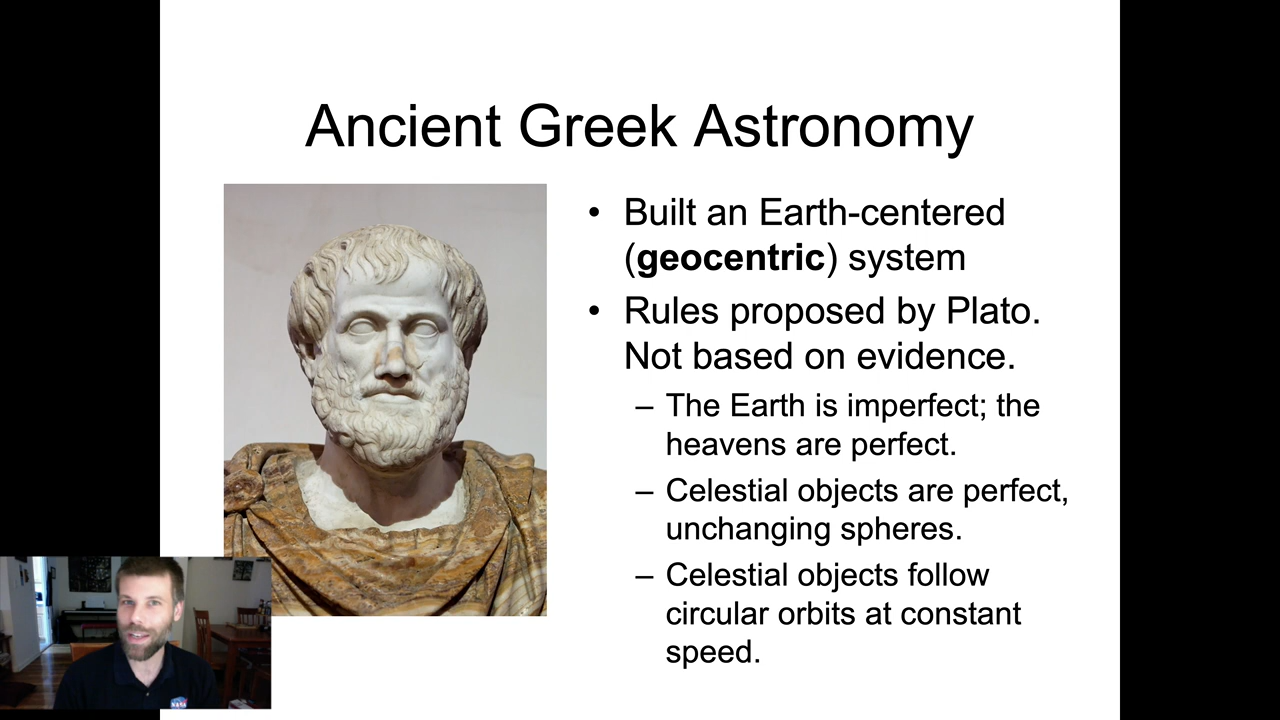 Ancient Greek Astronomy
• Built an Earth-centered
(geocentric) system
• Rules proposed by Plato.
Not based on evidence.
– The Earth is imperfect; the
heavens are perfect.
– Celestial objects are perfect,
unchanging spheres.
– Celestial objects follow
circular orbits at constant
speed.
NASA